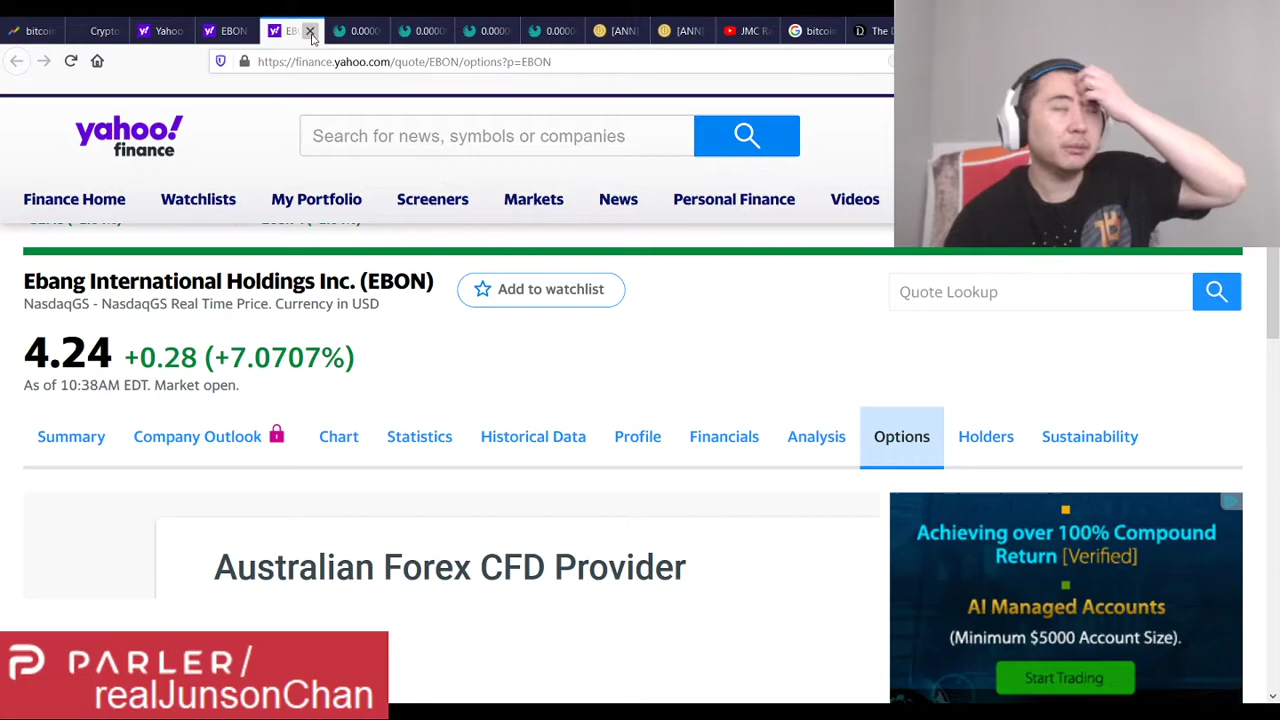 bitcoin
Crypto
Yahoo
EBON
EB
0.0000
0.0000
0.0000
0.0000
[ANN]
[ANN]
JMC Ra
bitcoin
The D
https://finance.yahoo.com/quote/EBON/options?p=EBON
yahoo!
finance
Search for news, symbols or companies
Finance Home Watchlists My Portfolio Screeners Markets News Personal Finance Videos
Ebang International Holdings Inc. (EBON)
Add to watchlist
NasdaqGS - NasdaqGS Real Time Price. Currency in USD
Quote Lookup
4.24 +0.28 (+7.0707%)
As of 10:38AM EDT. Market open.
Summary Company Outlook Chart Statistics Historical Data Profile Financials Analysis Options Holders Sustainability
Australian Forex CFD Provider
Achieving over 100% Compound
Return [Verified]
AI Managed Accounts
(Minimum $5000 Account Size).
Start Trading
PARLER/
realJunsonChan